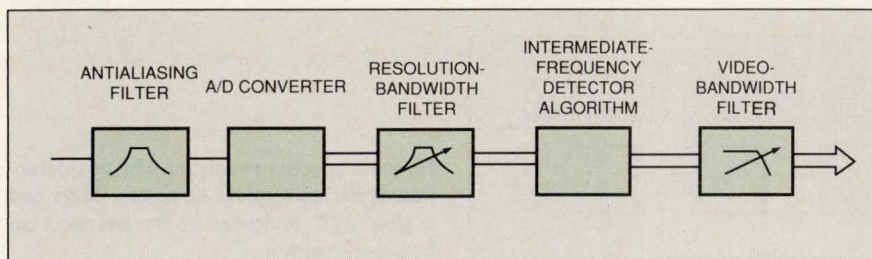 ANTIALIASING
FILTER
A/D CONVERTER
RESOLUTION-
BANDWIDTH
FILTER
INTERMEDIATE-
FREQUENCY
DETECTOR
ALGORITHM
VIDEO-
BANDWIDTH
FILTER